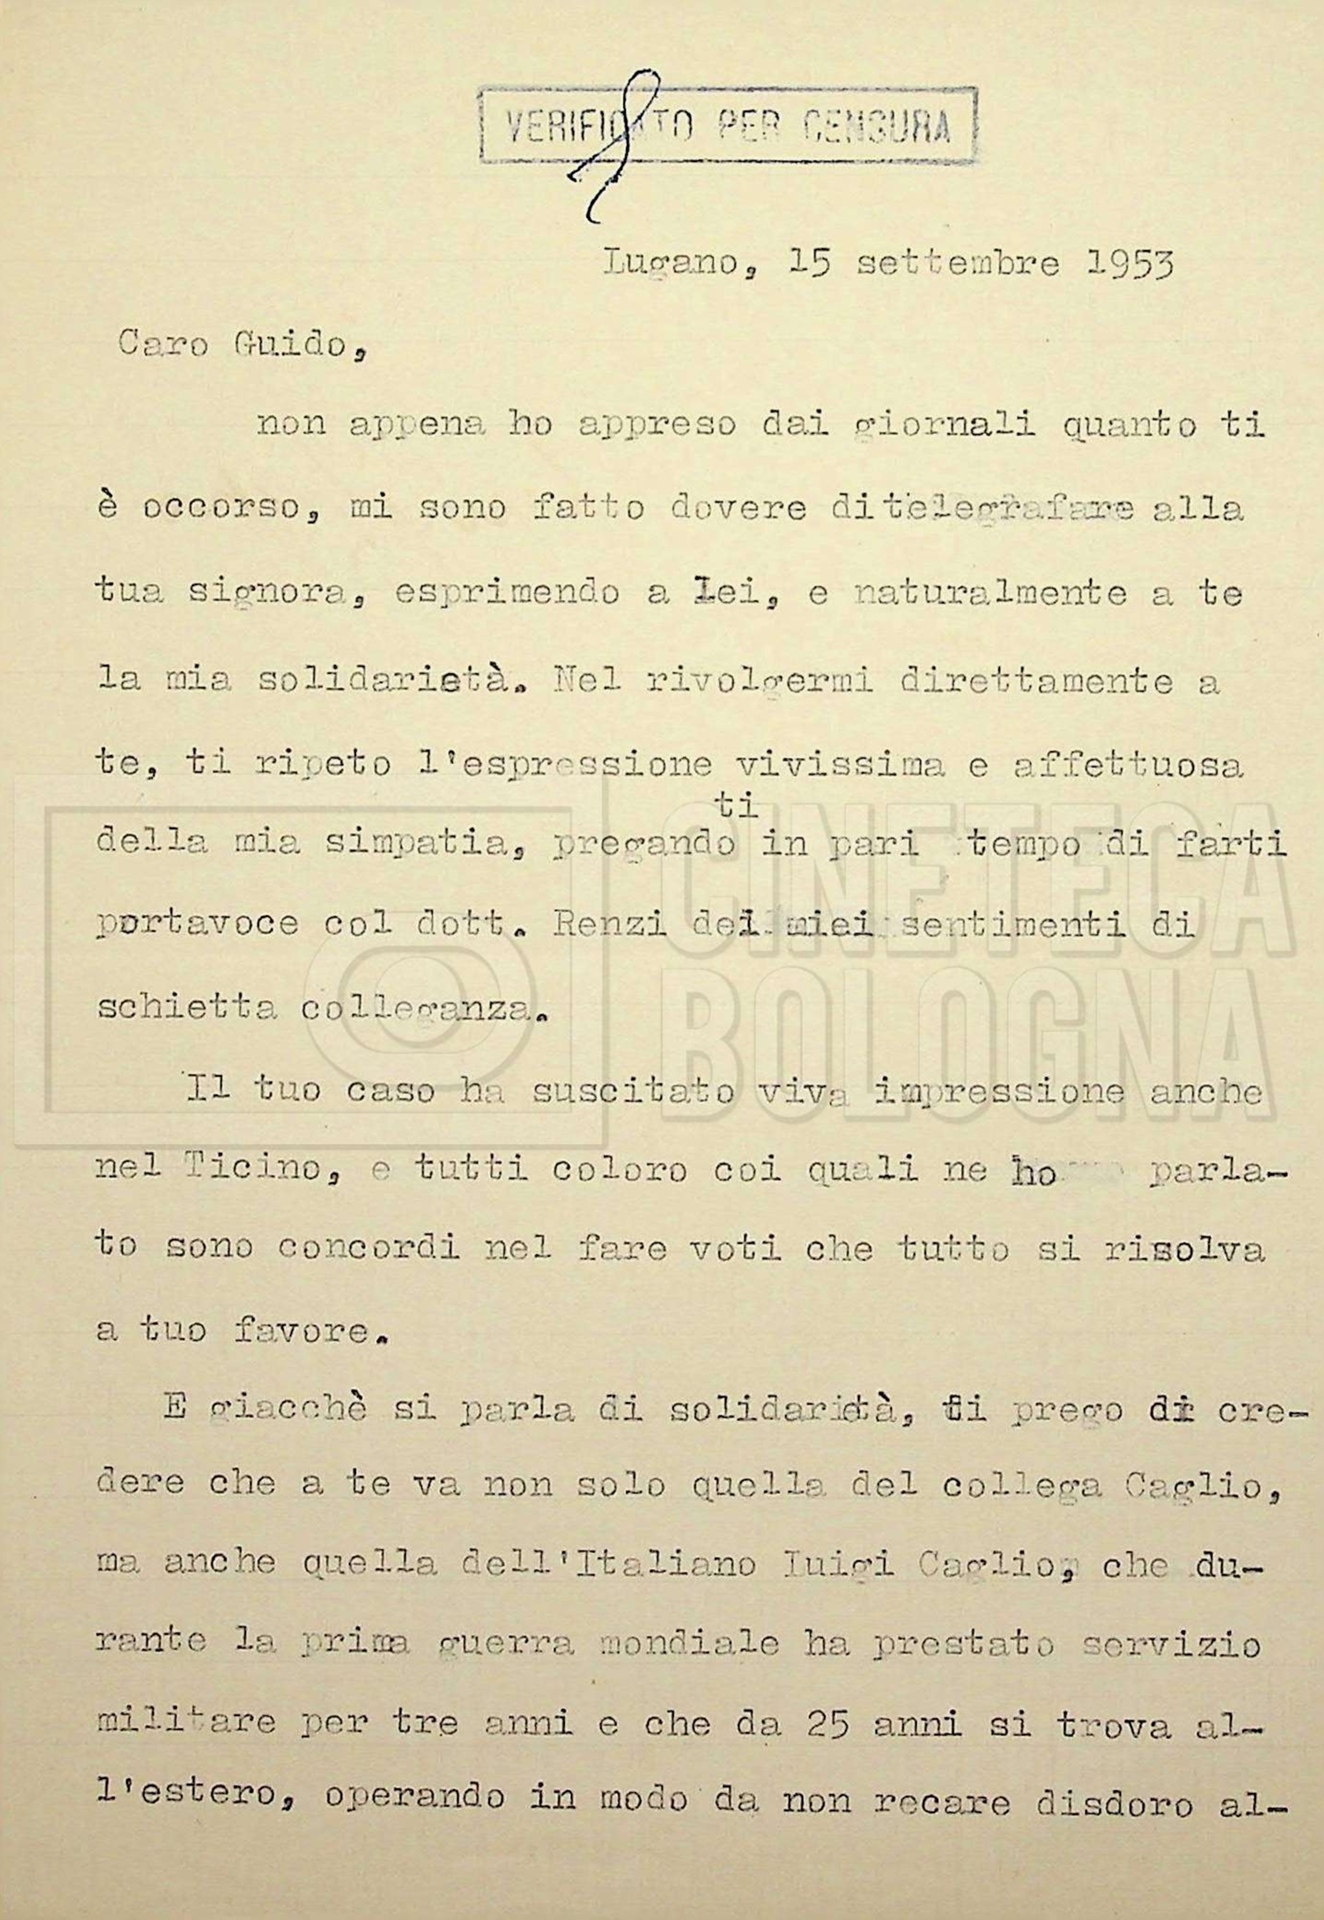 VERIFICATO PER CENSURA
Lugano, 15 settembre 1953
Caro Guido,
non appena ho appreso dai giornali quanto ti
è occorso, mi sono fatto dovere di telegrafare alla
tua signora, esprimendo a lei, e naturalmente a te
la mia solidarietà. Nel rivolgermi direttamente a
te, ti ripeto l'espressione vivissima e affettuosa
ti
della mia simpatia, pregando in pari tempo di farti
portavoce col dott. Renzi dei miei sentimenti di
schietta colleganza.
Il tuo caso ha suscitato viva impressione anche
nel Ticino, e tutti coloro coi quali ne ho parla-
to sono concordi nel fare voti che tutto si risolva
a tuo favore.
E giacchè si parla di solidarietà, ti prego di cre-
dere che a te va non solo quella del collega Caglio,
ma anche quella dell'Italiano Luigi Caglio, che du-
rante la prima guerra mondiale ha prestato servizio
militare per tre anni e che da 25 anni si trova al-
l'estero, operando in modo da non recare disdoro al-
CINETECA
BOLOGNA